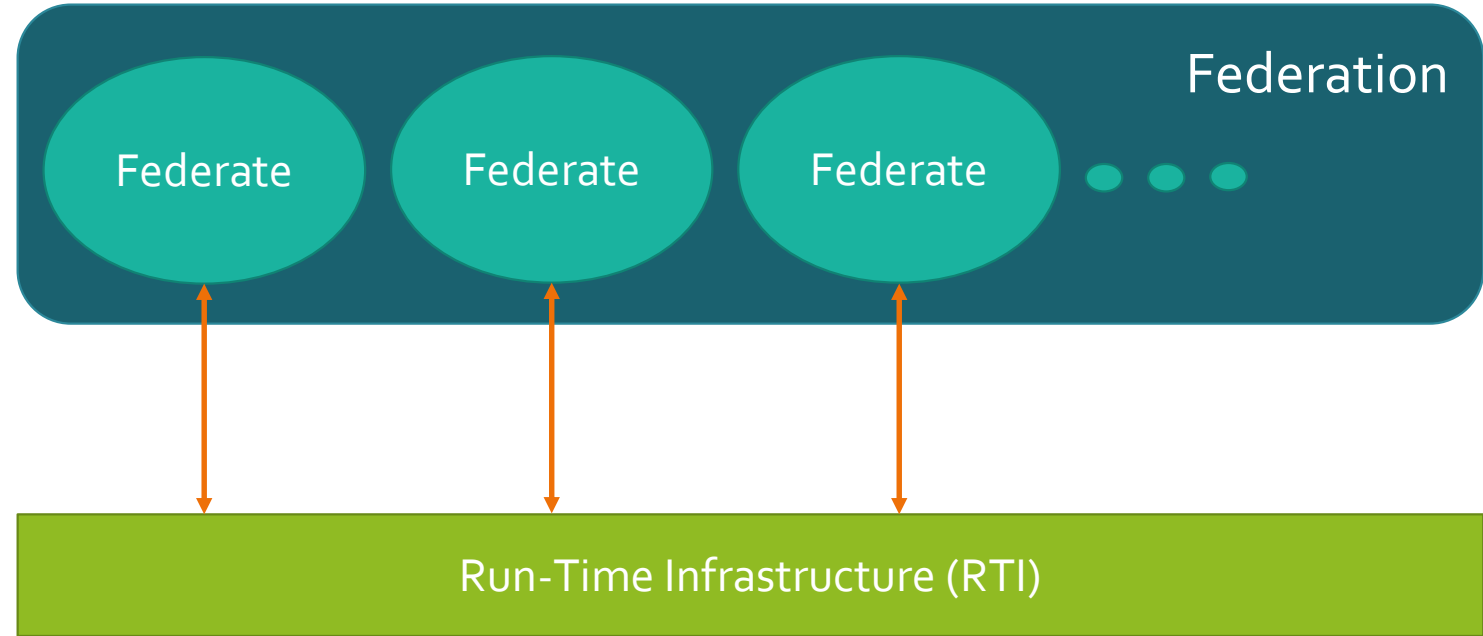 Federation
Federate
Federate
Federate
Run-Time Infrastructure (RTI)